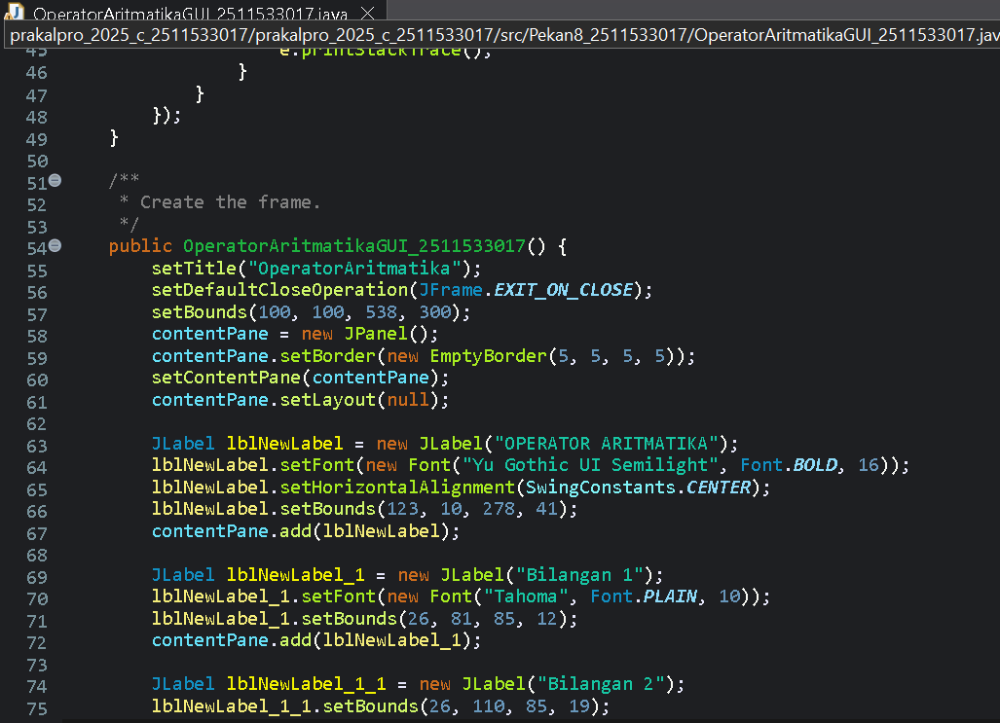 OperatorAritmatikaGUI_2511533017.java
prakalpro_2025_c_2511533017/prakalpro_2025_c_2511533017/src/Pekan8_2511533017/OperatorAritmatikaGUI_2511533017.jav
45 e.printStackTrace();
46 }
47 }
48 });
49 }
50
51 /**
52 * Create the frame.
53 */
54 public OperatorAritmatikaGUI_2511533017() {
55 setTitle("OperatorAritmatika");
56 setDefaultCloseOperation(JFrame.EXIT_ON_CLOSE);
57 setBounds(100, 100, 538, 300);
58 contentPane = new JPanel();
59 contentPane.setBorder(new EmptyBorder(5, 5, 5, 5));
60 setContentPane(contentPane);
61 contentPane.setLayout(null);
62
63 JLabel lblNewLabel = new JLabel("OPERATOR ARITMATIKA");
64 lblNewLabel.setFont(new Font("Yu Gothic UI Semilight", Font.BOLD, 16));
65 lblNewLabel.setHorizontalAlignment(SwingConstants.CENTER);
66 lblNewLabel.setBounds(123, 10, 278, 41);
67 contentPane.add(lblNewLabel);
68
69 JLabel lblNewLabel_1 = new JLabel("Bilangan 1");
70 lblNewLabel_1.setFont(new Font("Tahoma", Font.PLAIN, 10));
71 lblNewLabel_1.setBounds(26, 81, 85, 12);
72 contentPane.add(lblNewLabel_1);
73
74 JLabel lblNewLabel_1_1 = new JLabel("Bilangan 2");
75 lblNewLabel_1_1.setBounds(26, 110, 85, 19);